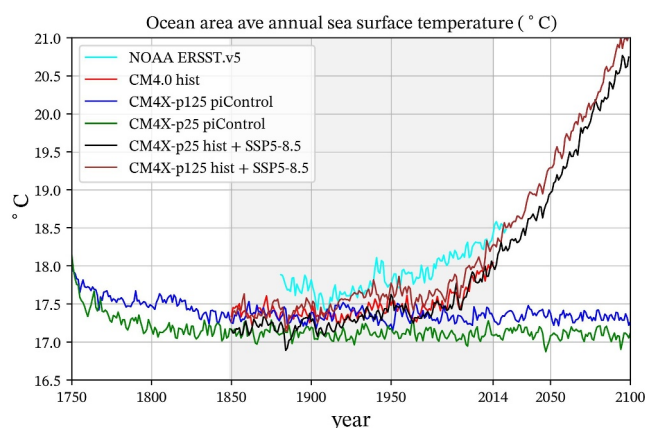 Ocean area ave annual sea surface temperature (°C)
21.0
20.5
20.0
19.5
19.0
18.5
18.0
17.5
17.0
16.5
°C
NOAA ERSST.v5
CM4.0 hist
CM4X-p125 piControl
CM4X-p25 piControl
CM4X-p25 hist + SSP5-8.5
CM4X-p125 hist + SSP5-8.5
1750 1800 1850 1900 1950 2014 2050 2100
year